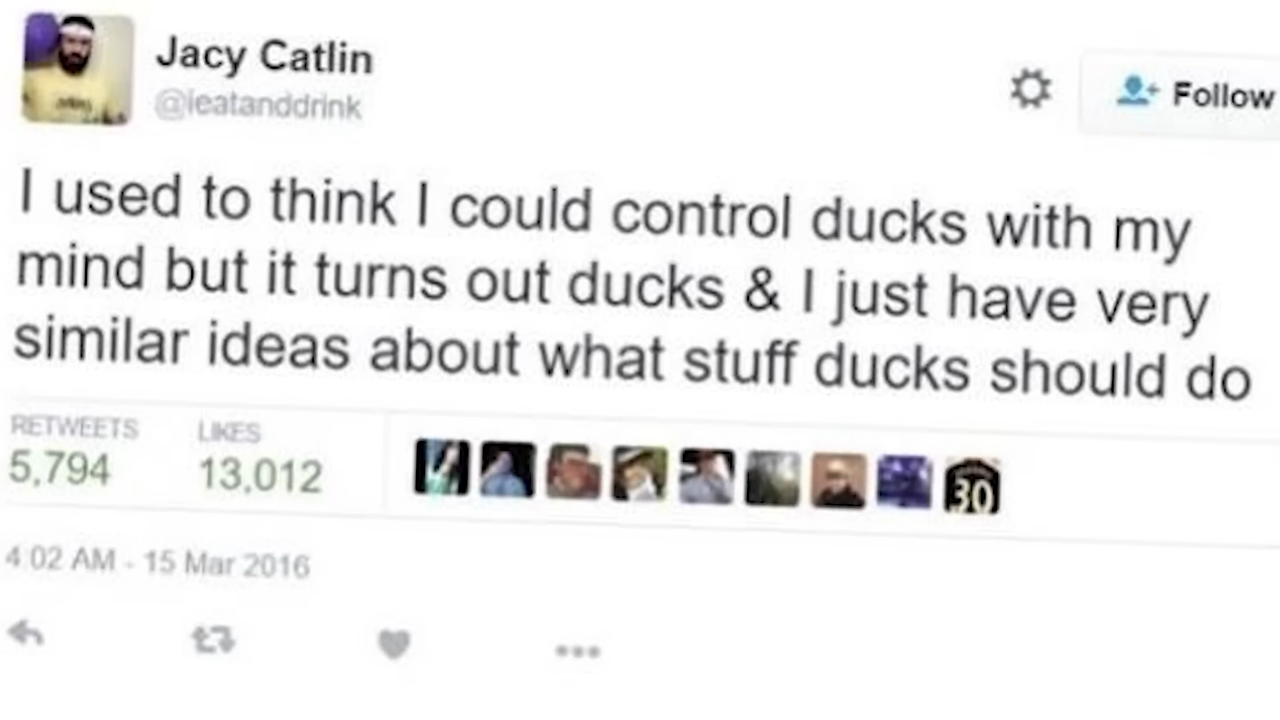 Jacy Catlin
@ieatanddrink
Follow
I used to think I could control ducks with my
mind but it turns out ducks & I just have very
similar ideas about what stuff ducks should do
RETWEETS LIKES
5,794 13,012
30
4:02 AM - 15 Mar 2016